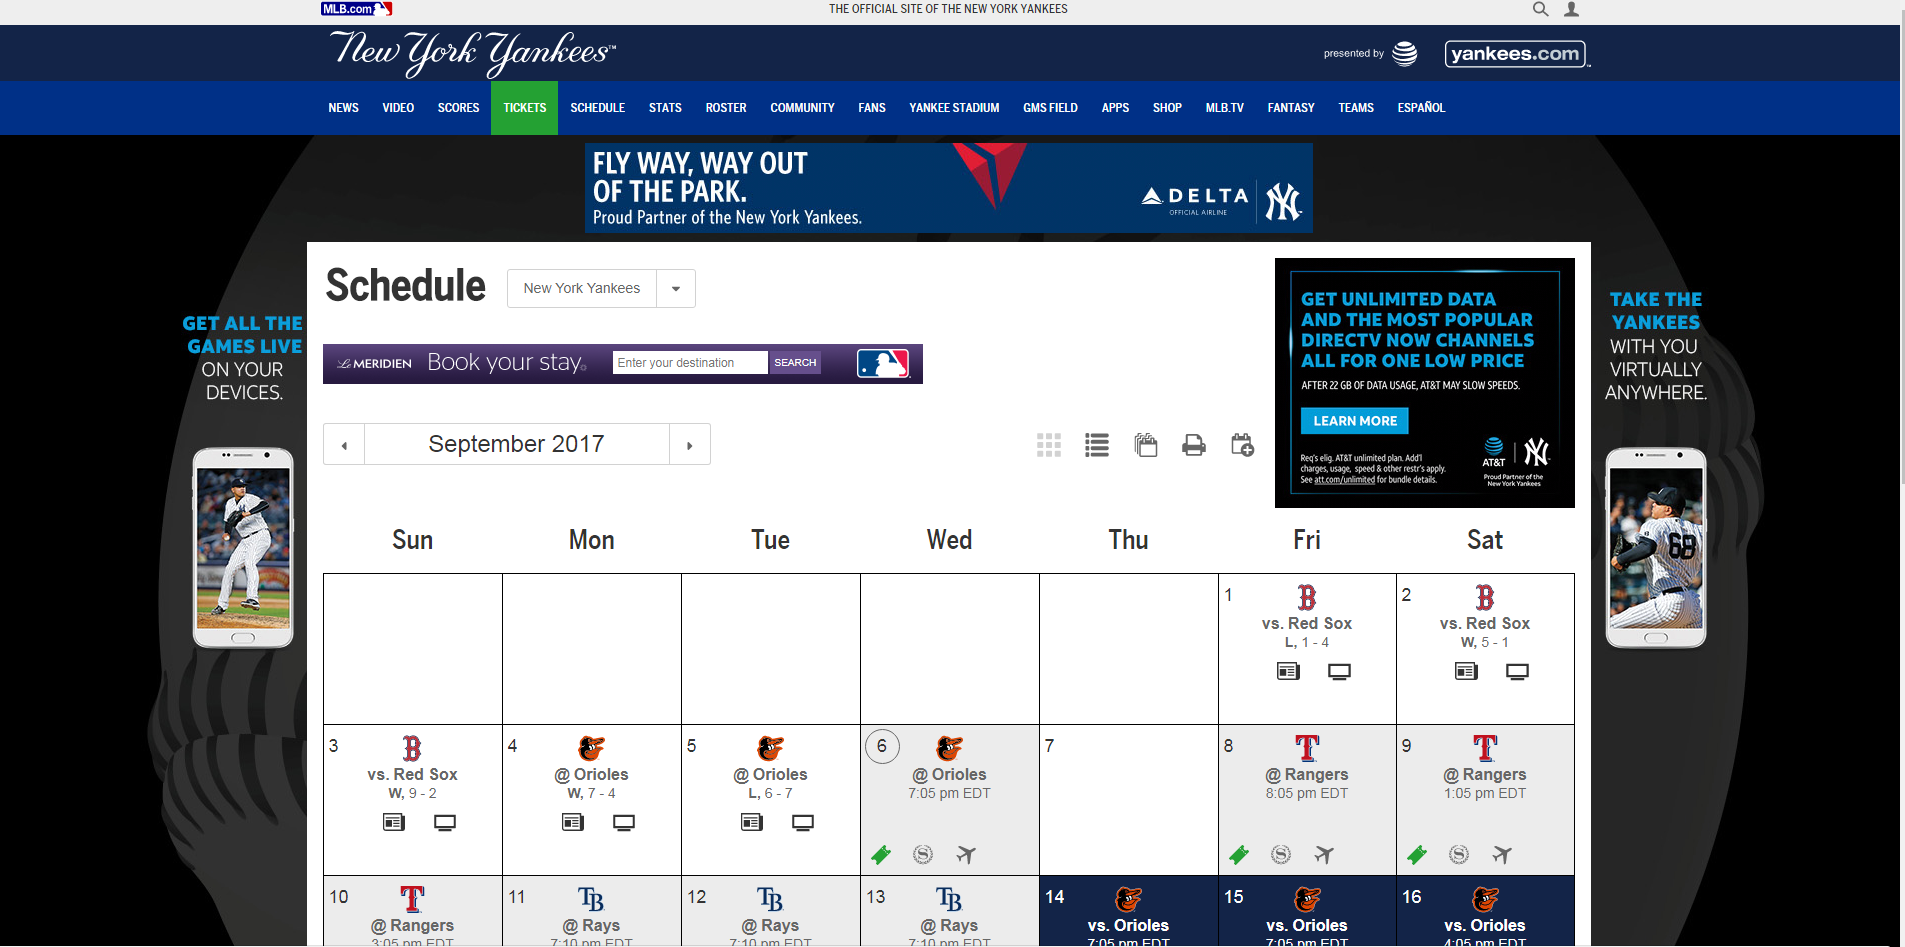 MLB.com
THE OFFICIAL SITE OF THE NEW YORK YANKEES
New York Yankees™
presented by
yankees.com
NEWS VIDEO SCORES TICKETS SCHEDULE STATS ROSTER COMMUNITY FANS YANKEE STADIUM GMS FIELD APPS SHOP MLB.TV FANTASY TEAMS ESPAÑOL
FLY WAY, WAY OUT
OF THE PARK.
Proud Partner of the New York Yankees.
DELTA
OFFICIAL AIRLINE
NY
GET ALL THE
GAMES LIVE
ON YOUR
DEVICES.
Schedule
New York Yankees
Le MERIDIEN Book your stay. Enter your destination SEARCH
September 2017
GET UNLIMITED DATA
AND THE MOST POPULAR
DIRECTV NOW CHANNELS
ALL FOR ONE LOW PRICE
AFTER 22 GB OF DATA USAGE, AT&T MAY SLOW SPEEDS.
LEARN MORE
Req's elig. AT&T unlimited plan. Add'l
charges, usage, speed & other restr's apply.
See att.com/unlimited for bundle details.
AT&T
NY
Proud Partner of the
New York Yankees
TAKE THE
YANKEES
WITH YOU
VIRTUALLY
ANYWHERE.
68
Sun Mon Tue Wed Thu Fri Sat
1 B
vs. Red Sox
L, 1 - 4
2 B
vs. Red Sox
W, 5 - 1
3 B
vs. Red Sox
W, 9 - 2
4
@ Orioles
W, 7 - 4
5
@ Orioles
L, 6 - 7
6
@ Orioles
7:05 pm EDT
S
7
8 T
@ Rangers
8:05 pm EDT
S
9 T
@ Rangers
1:05 pm EDT
S
10 T
@ Rangers
3:05 pm EDT
11 TB
@ Rays
7:10 pm EDT
12 TB
@ Rays
7:10 pm EDT
13 TB
@ Rays
7:10 pm EDT
14
vs. Orioles
7:05 pm EDT
15
vs. Orioles
7:05 pm EDT
16
vs. Orioles
4:05 pm EDT